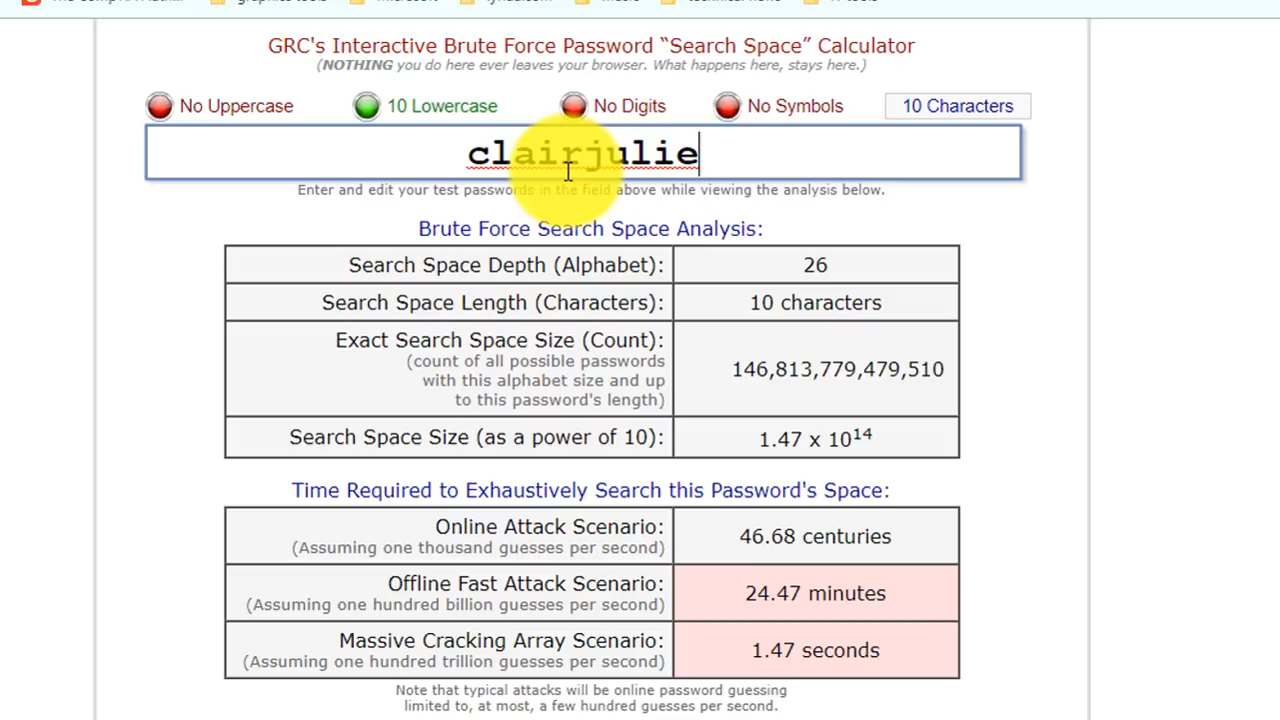 graphics tools
microsoft
music
GRC's Interactive Brute Force Password “Search Space” Calculator
(NOTHING you do here ever leaves your browser. What happens here, stays here.)
No Uppercase 10 Lowercase No Digits No Symbols 10 Characters
clairjulie
Enter and edit your test passwords in the field above while viewing the analysis below.
Brute Force Search Space Analysis:
Search Space Depth (Alphabet): 26
Search Space Length (Characters): 10 characters
Exact Search Space Size (Count):
(count of all possible passwords
with this alphabet size and up
to this password's length)
146,813,779,479,510
Search Space Size (as a power of 10): 1.47 x 10¹⁴
Time Required to Exhaustively Search this Password's Space:
Online Attack Scenario:
(Assuming one thousand guesses per second)
46.68 centuries
Offline Fast Attack Scenario:
(Assuming one hundred billion guesses per second)
24.47 minutes
Massive Cracking Array Scenario:
(Assuming one hundred trillion guesses per second)
1.47 seconds
Note that typical attacks will be online password guessing
limited to, at most, a few hundred guesses per second.